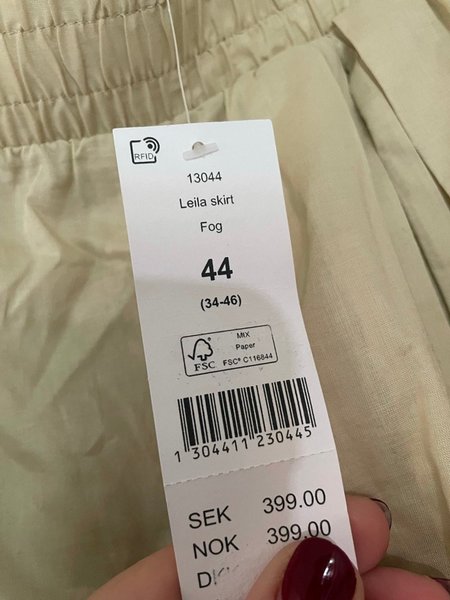 RFID
13044
Leila skirt
Fog
44
(34-46)
FSC
MIX
Paper
FSC® C116844
1 304411 230445
SEK 399.00
NOK 399.00